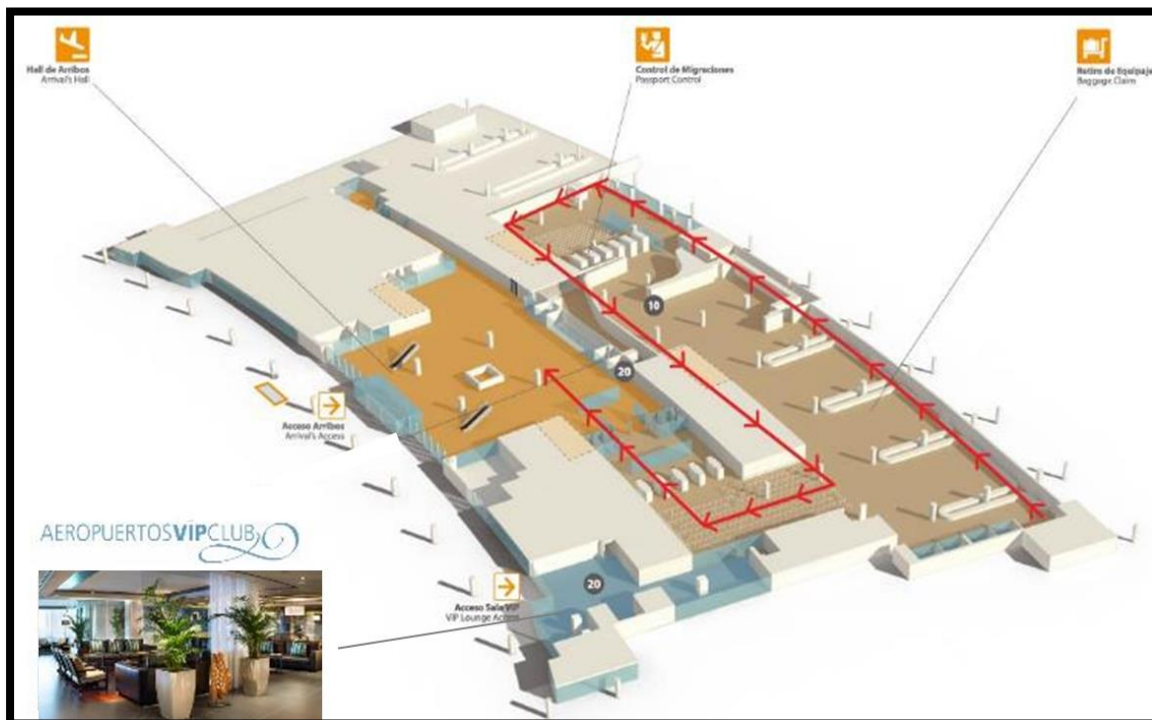 Hall de Arribos
Arrival's Hall
Control de Migraciones
Passport Control
Retiro de Equipaje
Baggage Claim
10
20
Acceso Arribos
Arrival's Access
AEROPUERTOSVIPCLUB
20
Acceso Sala VIP
VIP Lounge Access